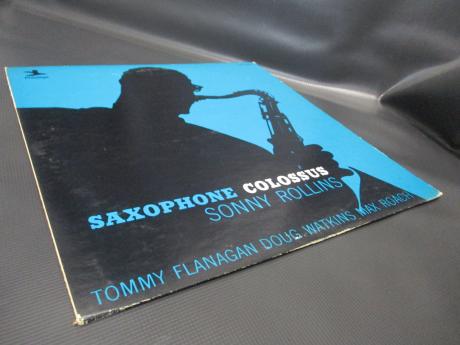 SAXOPHONE COLOSSUS
SONNY ROLLINS
TOMMY FLANAGAN DOUG WATKINS MAX ROACH